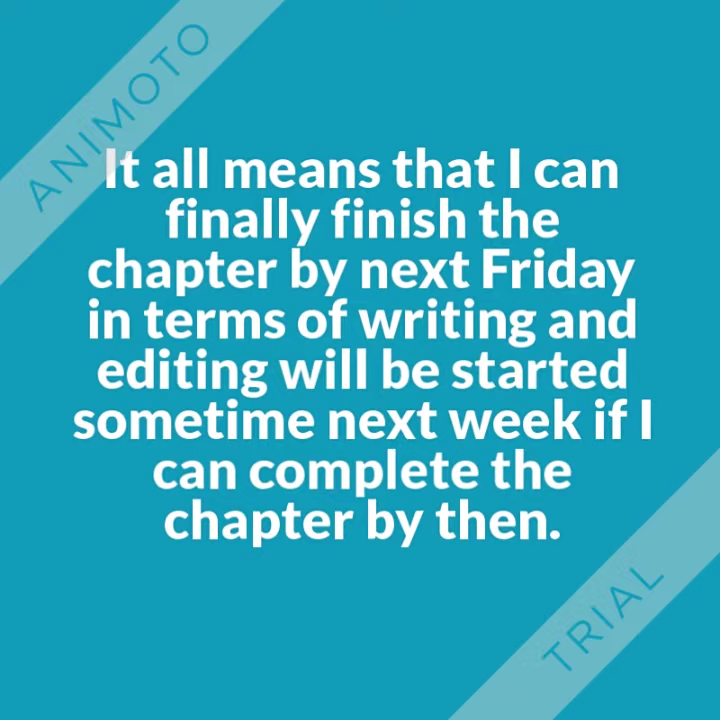 ANIMOTO
It all means that I can
finally finish the
chapter by next Friday
in terms of writing and
editing will be started
sometime next week if I
can complete the
chapter by then.
TRIAL